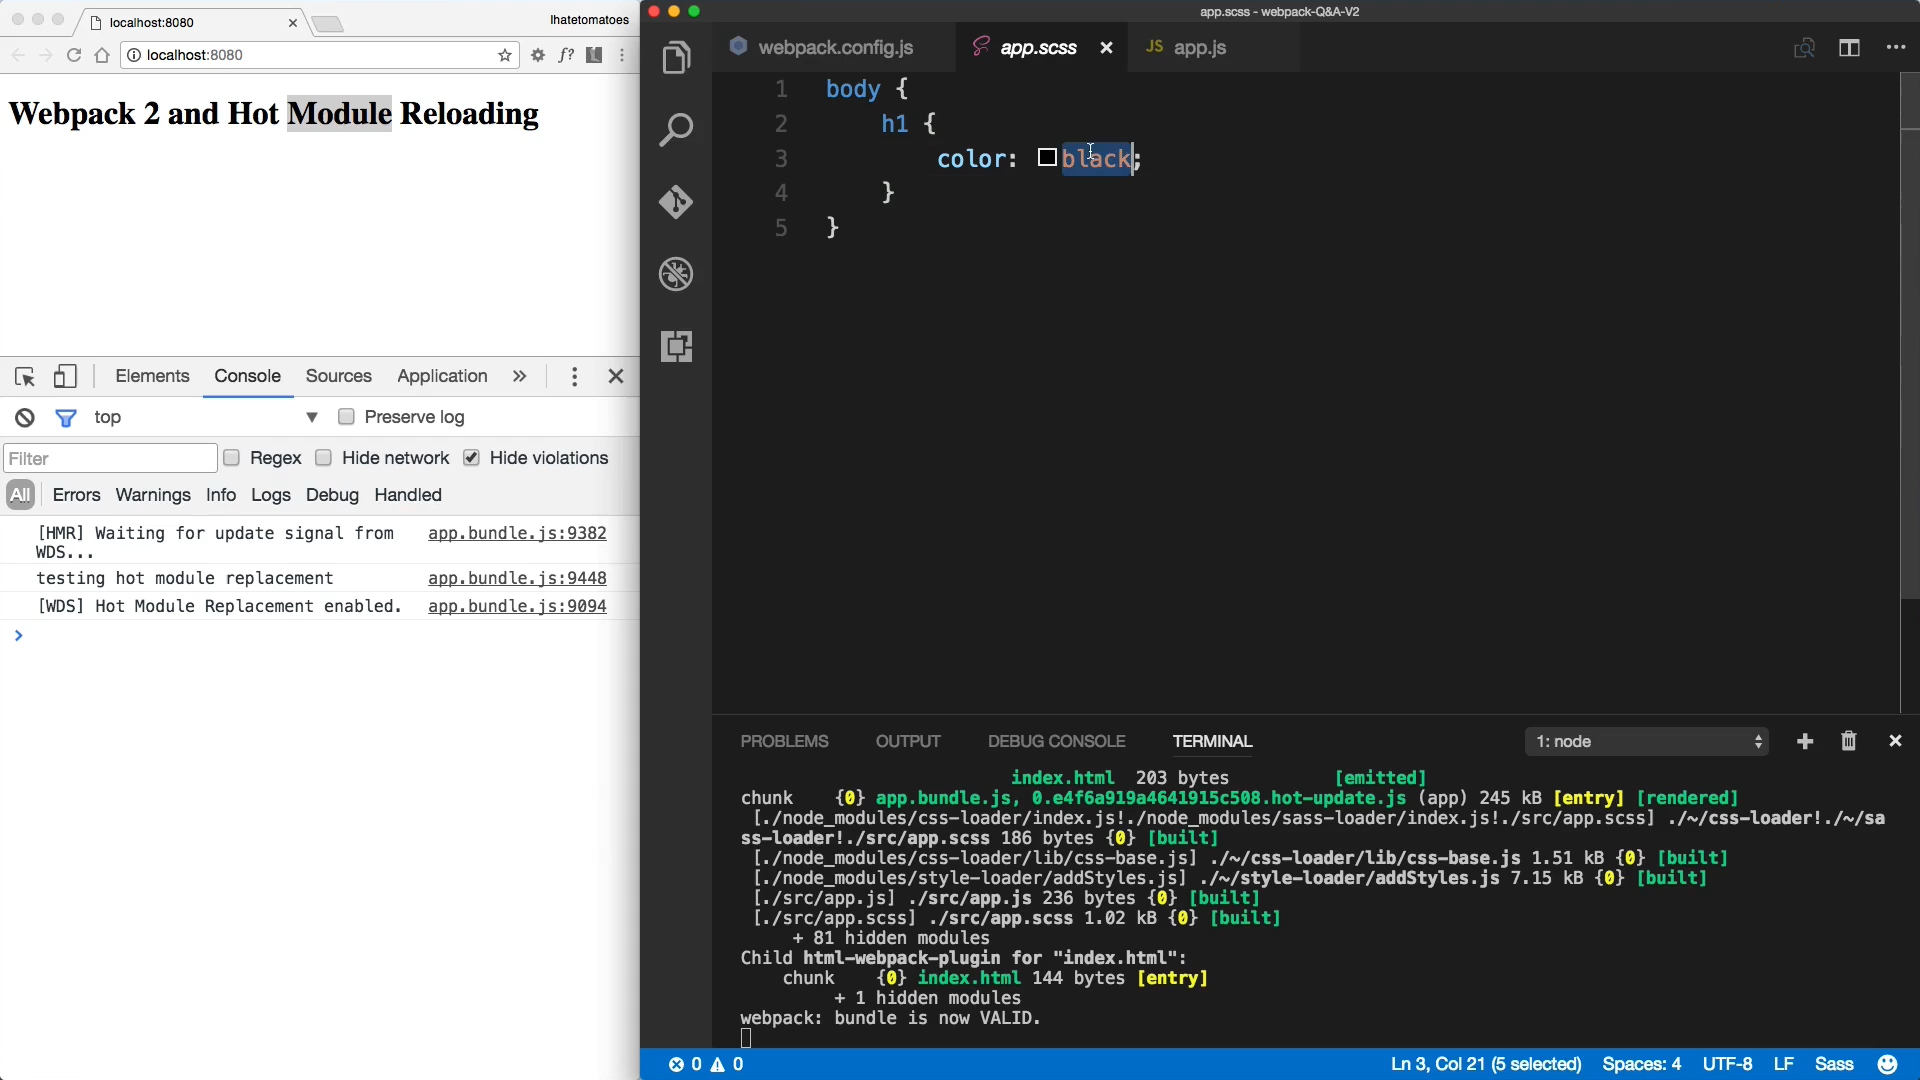 localhost:8080
Ihatetomatoes
localhost:8080
f?
Webpack 2 and Hot Module Reloading
Elements Console Sources Application »
top Preserve log
Filter Regex Hide network Hide violations
All Errors Warnings Info Logs Debug Handled
[HMR] Waiting for update signal from WDS... app.bundle.js:9382
testing hot module replacement app.bundle.js:9448
[WDS] Hot Module Replacement enabled. app.bundle.js:9094
>
app.scss - webpack-Q&A-V2
webpack.config.js app.scss JS app.js
1 body {
2 h1 {
3 color: black;
4 }
5 }
PROBLEMS OUTPUT DEBUG CONSOLE TERMINAL 1: node
index.html 203 bytes [emitted]
chunk {0} app.bundle.js, 0.e4f6a919a4641915c508.hot-update.js (app) 245 kB [entry] [rendered]
[./node_modules/css-loader/index.js!./node_modules/sass-loader/index.js!./src/app.scss] ./~/css-loader!./~/sa
ss-loader!./src/app.scss 186 bytes {0} [built]
[./node_modules/css-loader/lib/css-base.js] ./~/css-loader/lib/css-base.js 1.51 kB {0} [built]
[./node_modules/style-loader/addStyles.js] ./~/style-loader/addStyles.js 7.15 kB {0} [built]
[./src/app.js] ./src/app.js 236 bytes {0} [built]
[./src/app.scss] ./src/app.scss 1.02 kB {0} [built]
+ 81 hidden modules
Child html-webpack-plugin for "index.html":
chunk {0} index.html 144 bytes [entry]
+ 1 hidden modules
webpack: bundle is now VALID.
0 0 Ln 3, Col 21 (5 selected) Spaces: 4 UTF-8 LF Sass